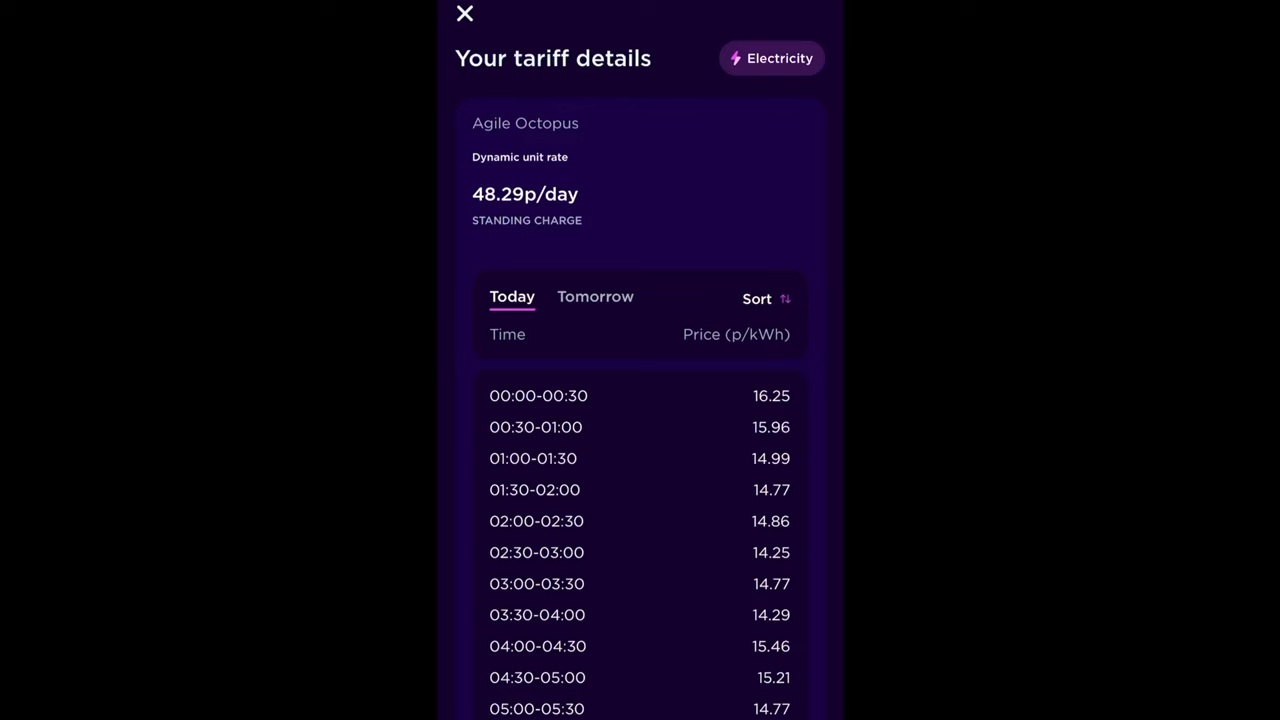 Your tariff details
Electricity
Agile Octopus
Dynamic unit rate
48.29p/day
STANDING CHARGE
Today Tomorrow Sort
Time Price (p/kWh)
00:00-00:30 16.25
00:30-01:00 15.96
01:00-01:30 14.99
01:30-02:00 14.77
02:00-02:30 14.86
02:30-03:00 14.25
03:00-03:30 14.77
03:30-04:00 14.29
04:00-04:30 15.46
04:30-05:00 15.21
05:00-05:30 14.77